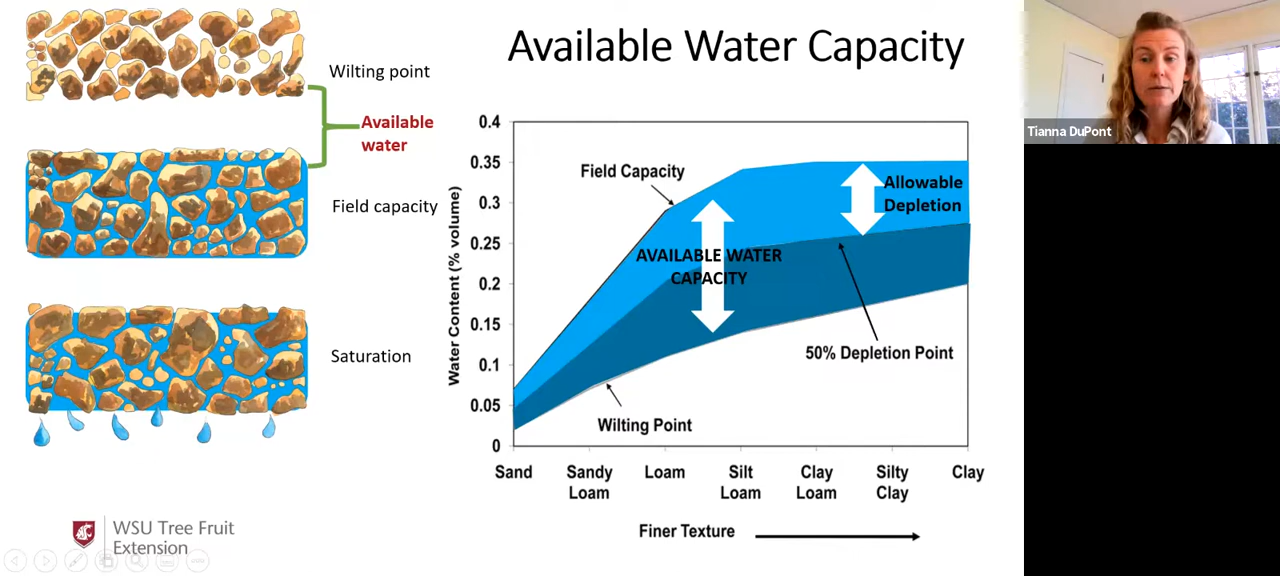 Available Water Capacity
Wilting point
Available
water
Field capacity
Saturation
WSU Tree Fruit
Extension
Water Content (% volume)
0.4
0.35
0.3
0.25
0.2
0.15
0.1
0.05
0
Field Capacity
Allowable
Depletion
AVAILABLE WATER
CAPACITY
50% Depletion Point
Wilting Point
Sand
Sandy
Loam
Loam
Silt
Loam
Clay
Loam
Silty
Clay
Clay
Finer Texture
Tianna DuPont